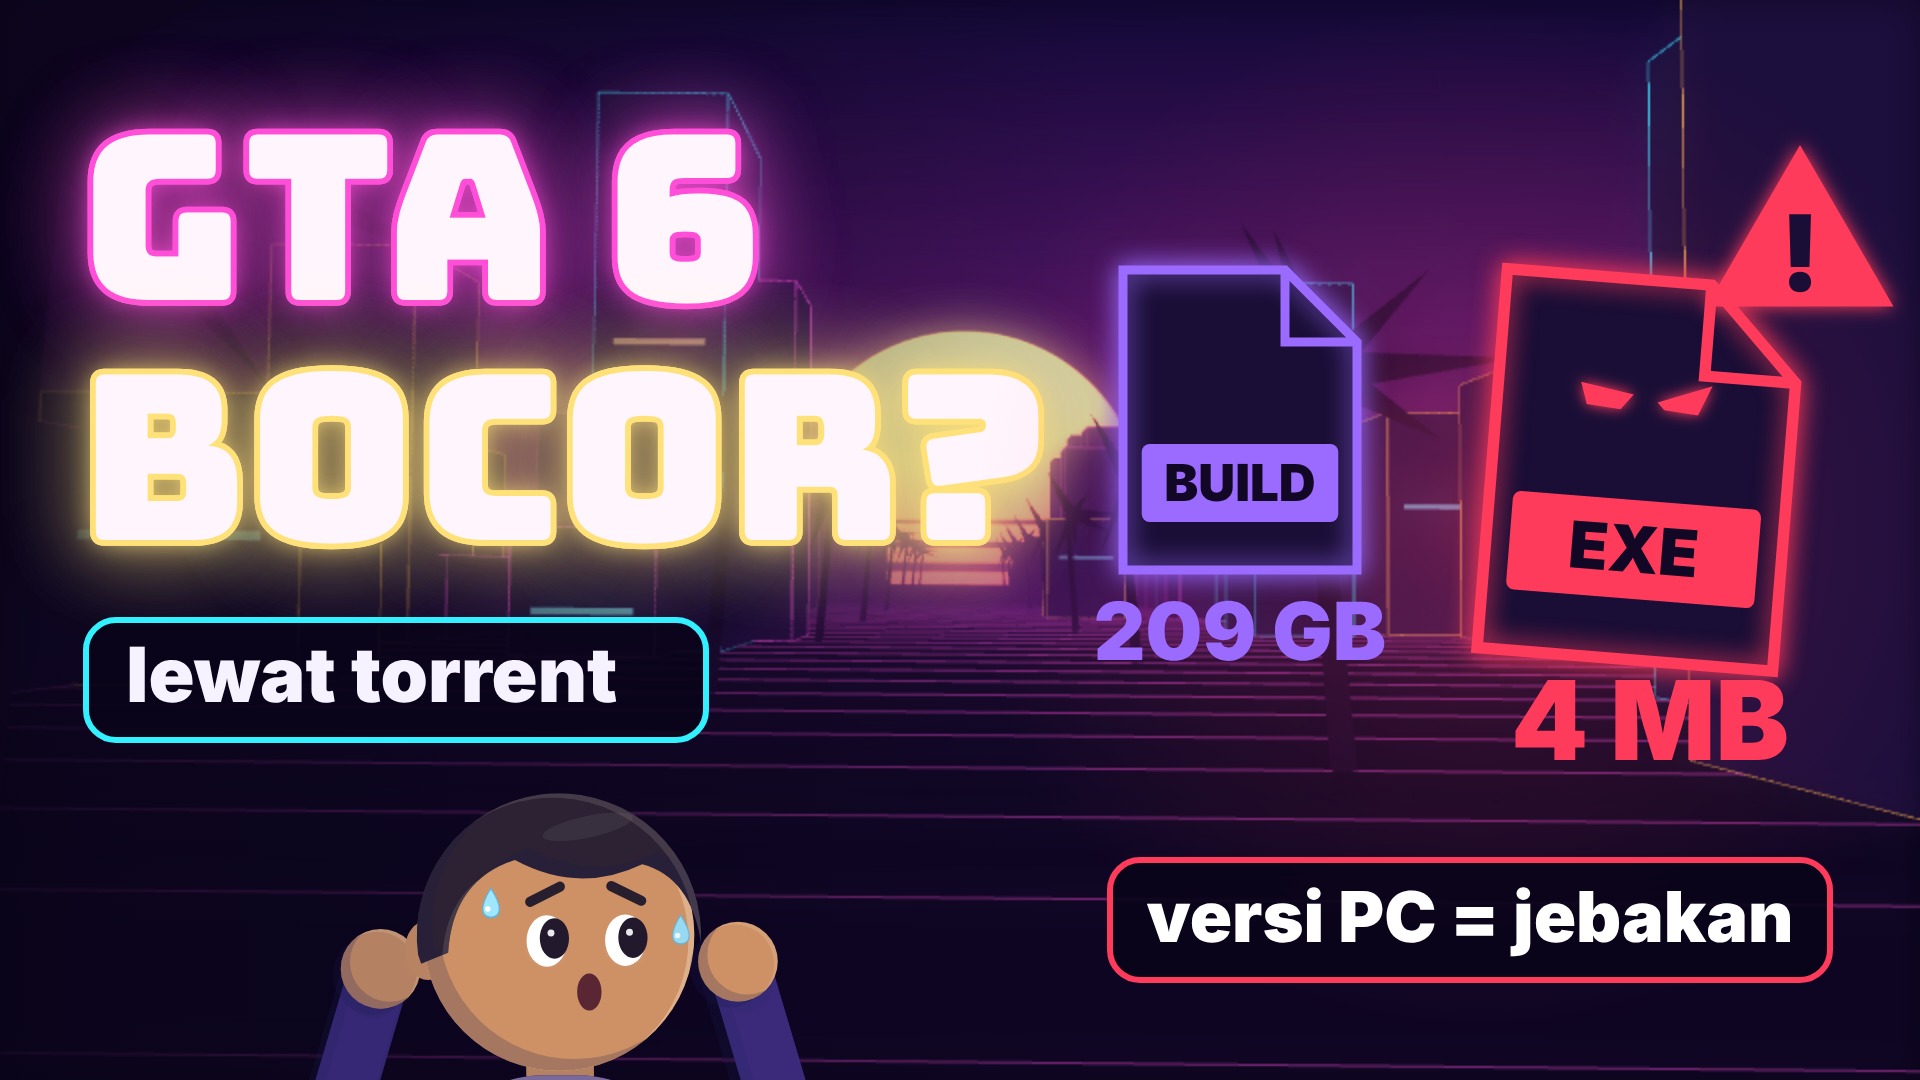 GTA 6
BOCOR?
lewat torrent
BUILD
209 GB
!
EXE
4 MB
versi PC = jebakan